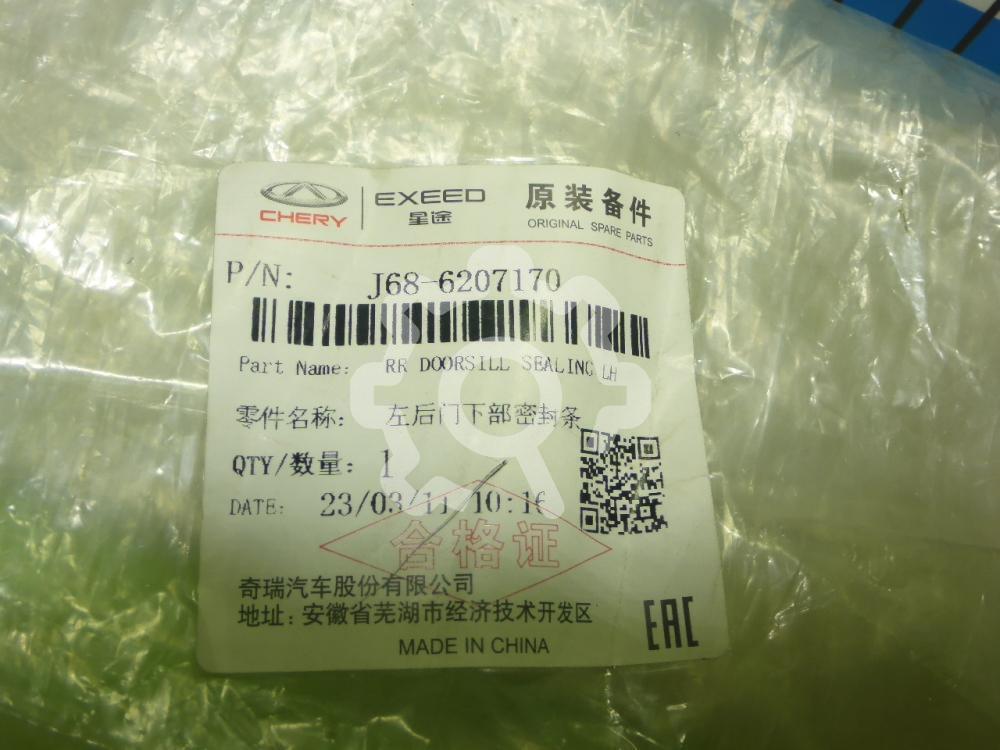 CHERY
EXEED
星途
原装备件
ORIGINAL SPARE PARTS
P/N: J68-6207170
Part Name: RR DOORSILL SEALING LH
零件名称: 左后门下部密封条
QTY/数量: 1
DATE: 23/03/11 10:16
合格证
奇瑞汽车股份有限公司
地址: 安徽省芜湖市经济技术开发区
MADE IN CHINA
EAC